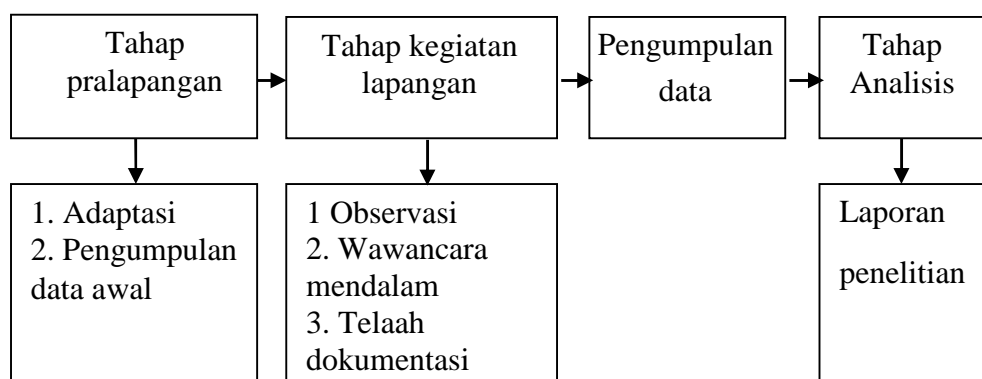 Tahap
pralapangan
Tahap kegiatan
lapangan
Pengumpulan
data
Tahap
Analisis
1. Adaptasi
2. Pengumpulan
data awal
1 Observasi
2. Wawancara
mendalam
3. Telaah
dokumentasi
Laporan
penelitian